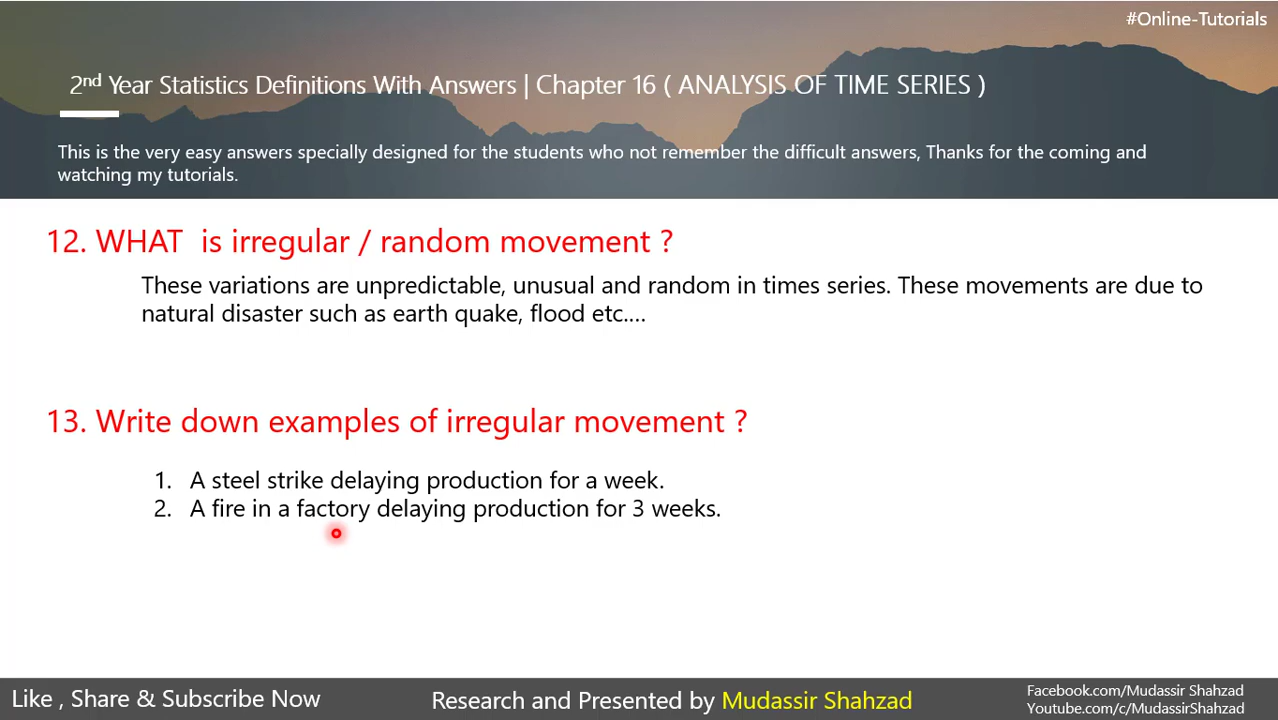 #Online-Tutorials
2nd Year Statistics Definitions With Answers | Chapter 16 ( ANALYSIS OF TIME SERIES )
This is the very easy answers specially designed for the students who not remember the difficult answers, Thanks for the coming and
watching my tutorials.
12. WHAT is irregular / random movement ?
These variations are unpredictable, unusual and random in times series. These movements are due to
natural disaster such as earth quake, flood etc....
13. Write down examples of irregular movement ?
1. A steel strike delaying production for a week.
2. A fire in a factory delaying production for 3 weeks.
Like , Share & Subscribe Now
Research and Presented by Mudassir Shahzad
Facebook.com/Mudassir Shahzad
Youtube.com/c/MudassirShahzad